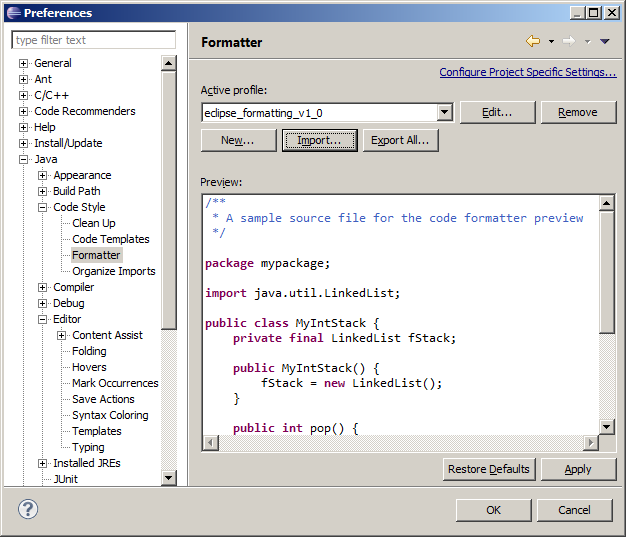 Preferences
type filter text
General
Ant
C/C++
Code Recommenders
Help
Install/Update
Java
Appearance
Build Path
Code Style
Clean Up
Code Templates
Formatter
Organize Imports
Compiler
Debug
Editor
Content Assist
Folding
Hovers
Mark Occurrences
Save Actions
Syntax Coloring
Templates
Typing
Installed JREs
JUnit
Formatter
Configure Project Specific Settings...
Active profile:
eclipse_formatting_v1_0
Edit...
Remove
New...
Import...
Export All...
Preview:
/**
 * A sample source file for the code formatter preview
 */
package mypackage;
import java.util.LinkedList;
public class MyIntStack {
    private final LinkedList fStack;
    public MyIntStack() {
        fStack = new LinkedList();
    }
    public int pop() {
Restore Defaults
Apply
?
OK
Cancel